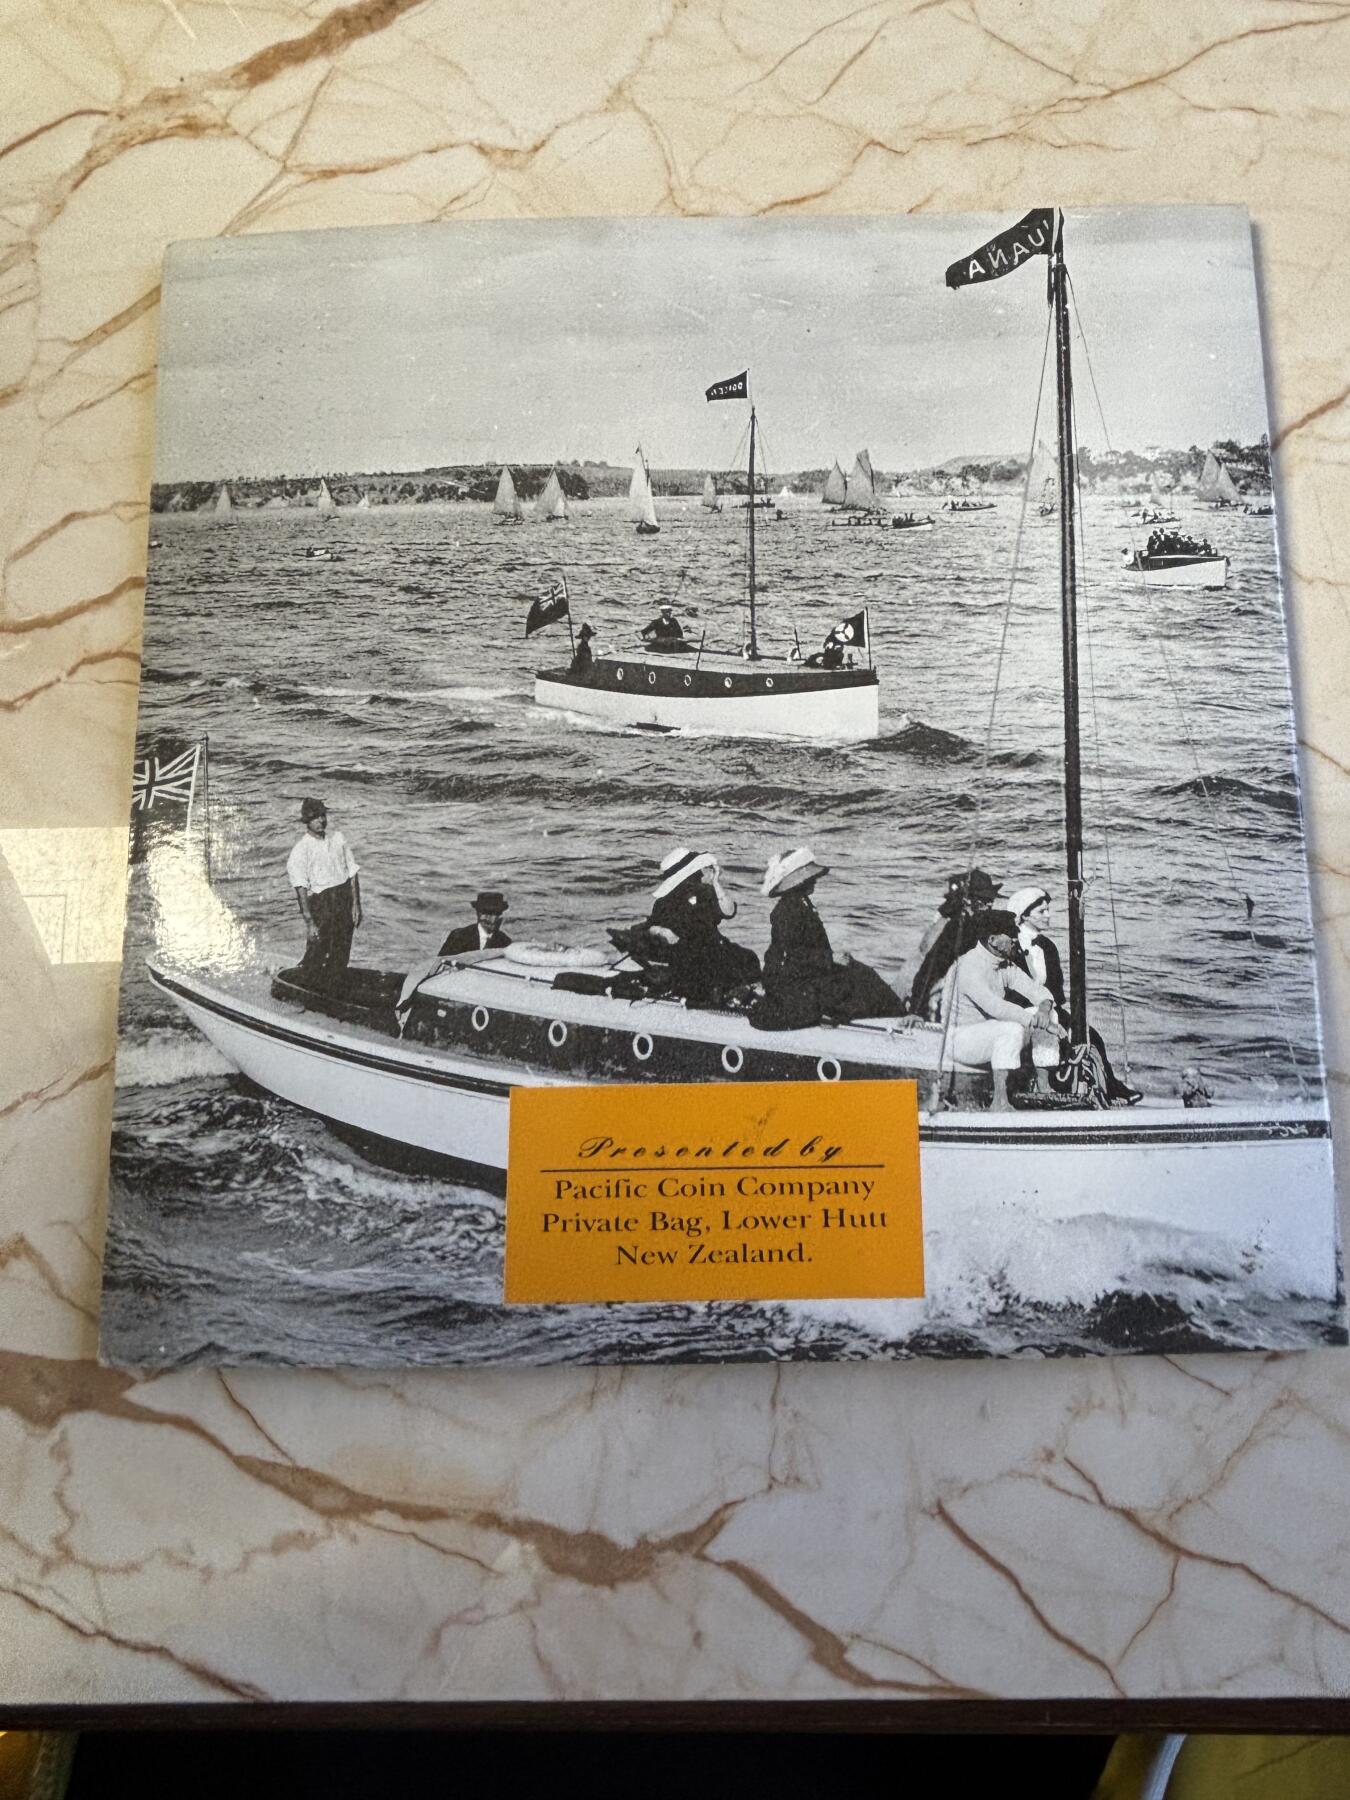 Presented by
Pacific Coin Company
Private Bag, Lower Hutt
New Zealand.